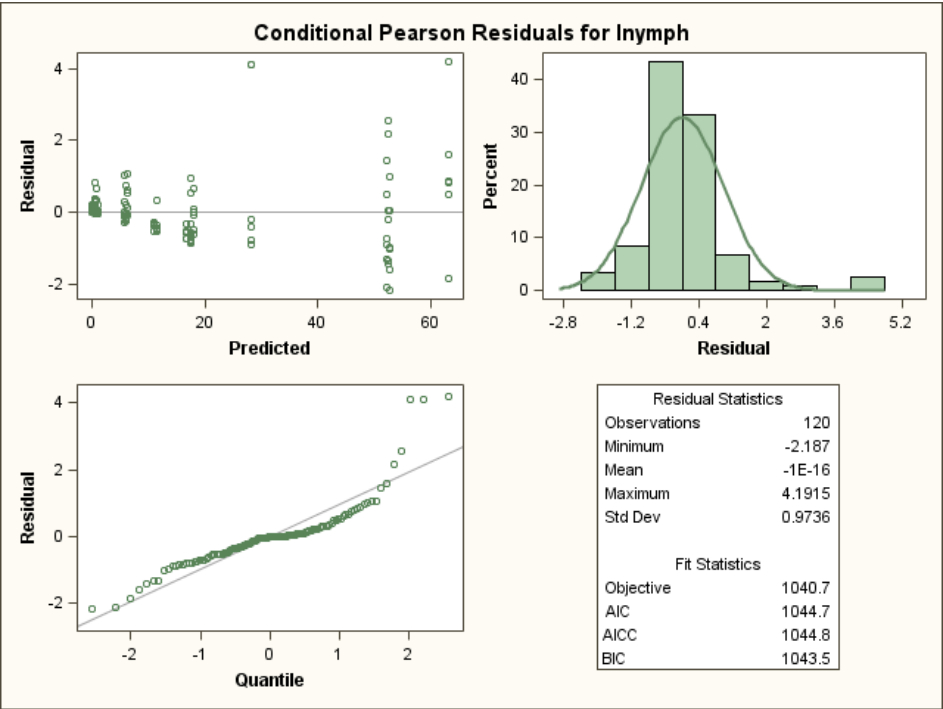 Conditional Pearson Residuals for Inymph
4
2
0
-2
Residual
0
20
40
60
Predicted
40
30
20
10
0
Percent
-2.8
-1.2
0.4
2
3.6
5.2
Residual
4
2
0
-2
Residual
-2
-1
0
1
2
Quantile
Residual Statistics
Observations 120
Minimum -2.187
Mean -1E-16
Maximum 4.1915
Std Dev 0.9736
Fit Statistics
Objective 1040.7
AIC 1044.7
AICC 1044.8
BIC 1043.5